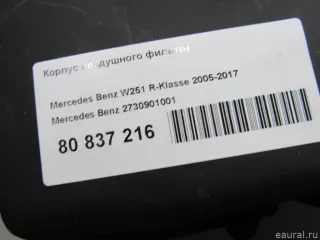 Корпус воздушного фильтра
Mercedes Benz W251 R-Klasse 2005-2017
Mercedes Benz 2730901001
80 837 216
eaural.ru